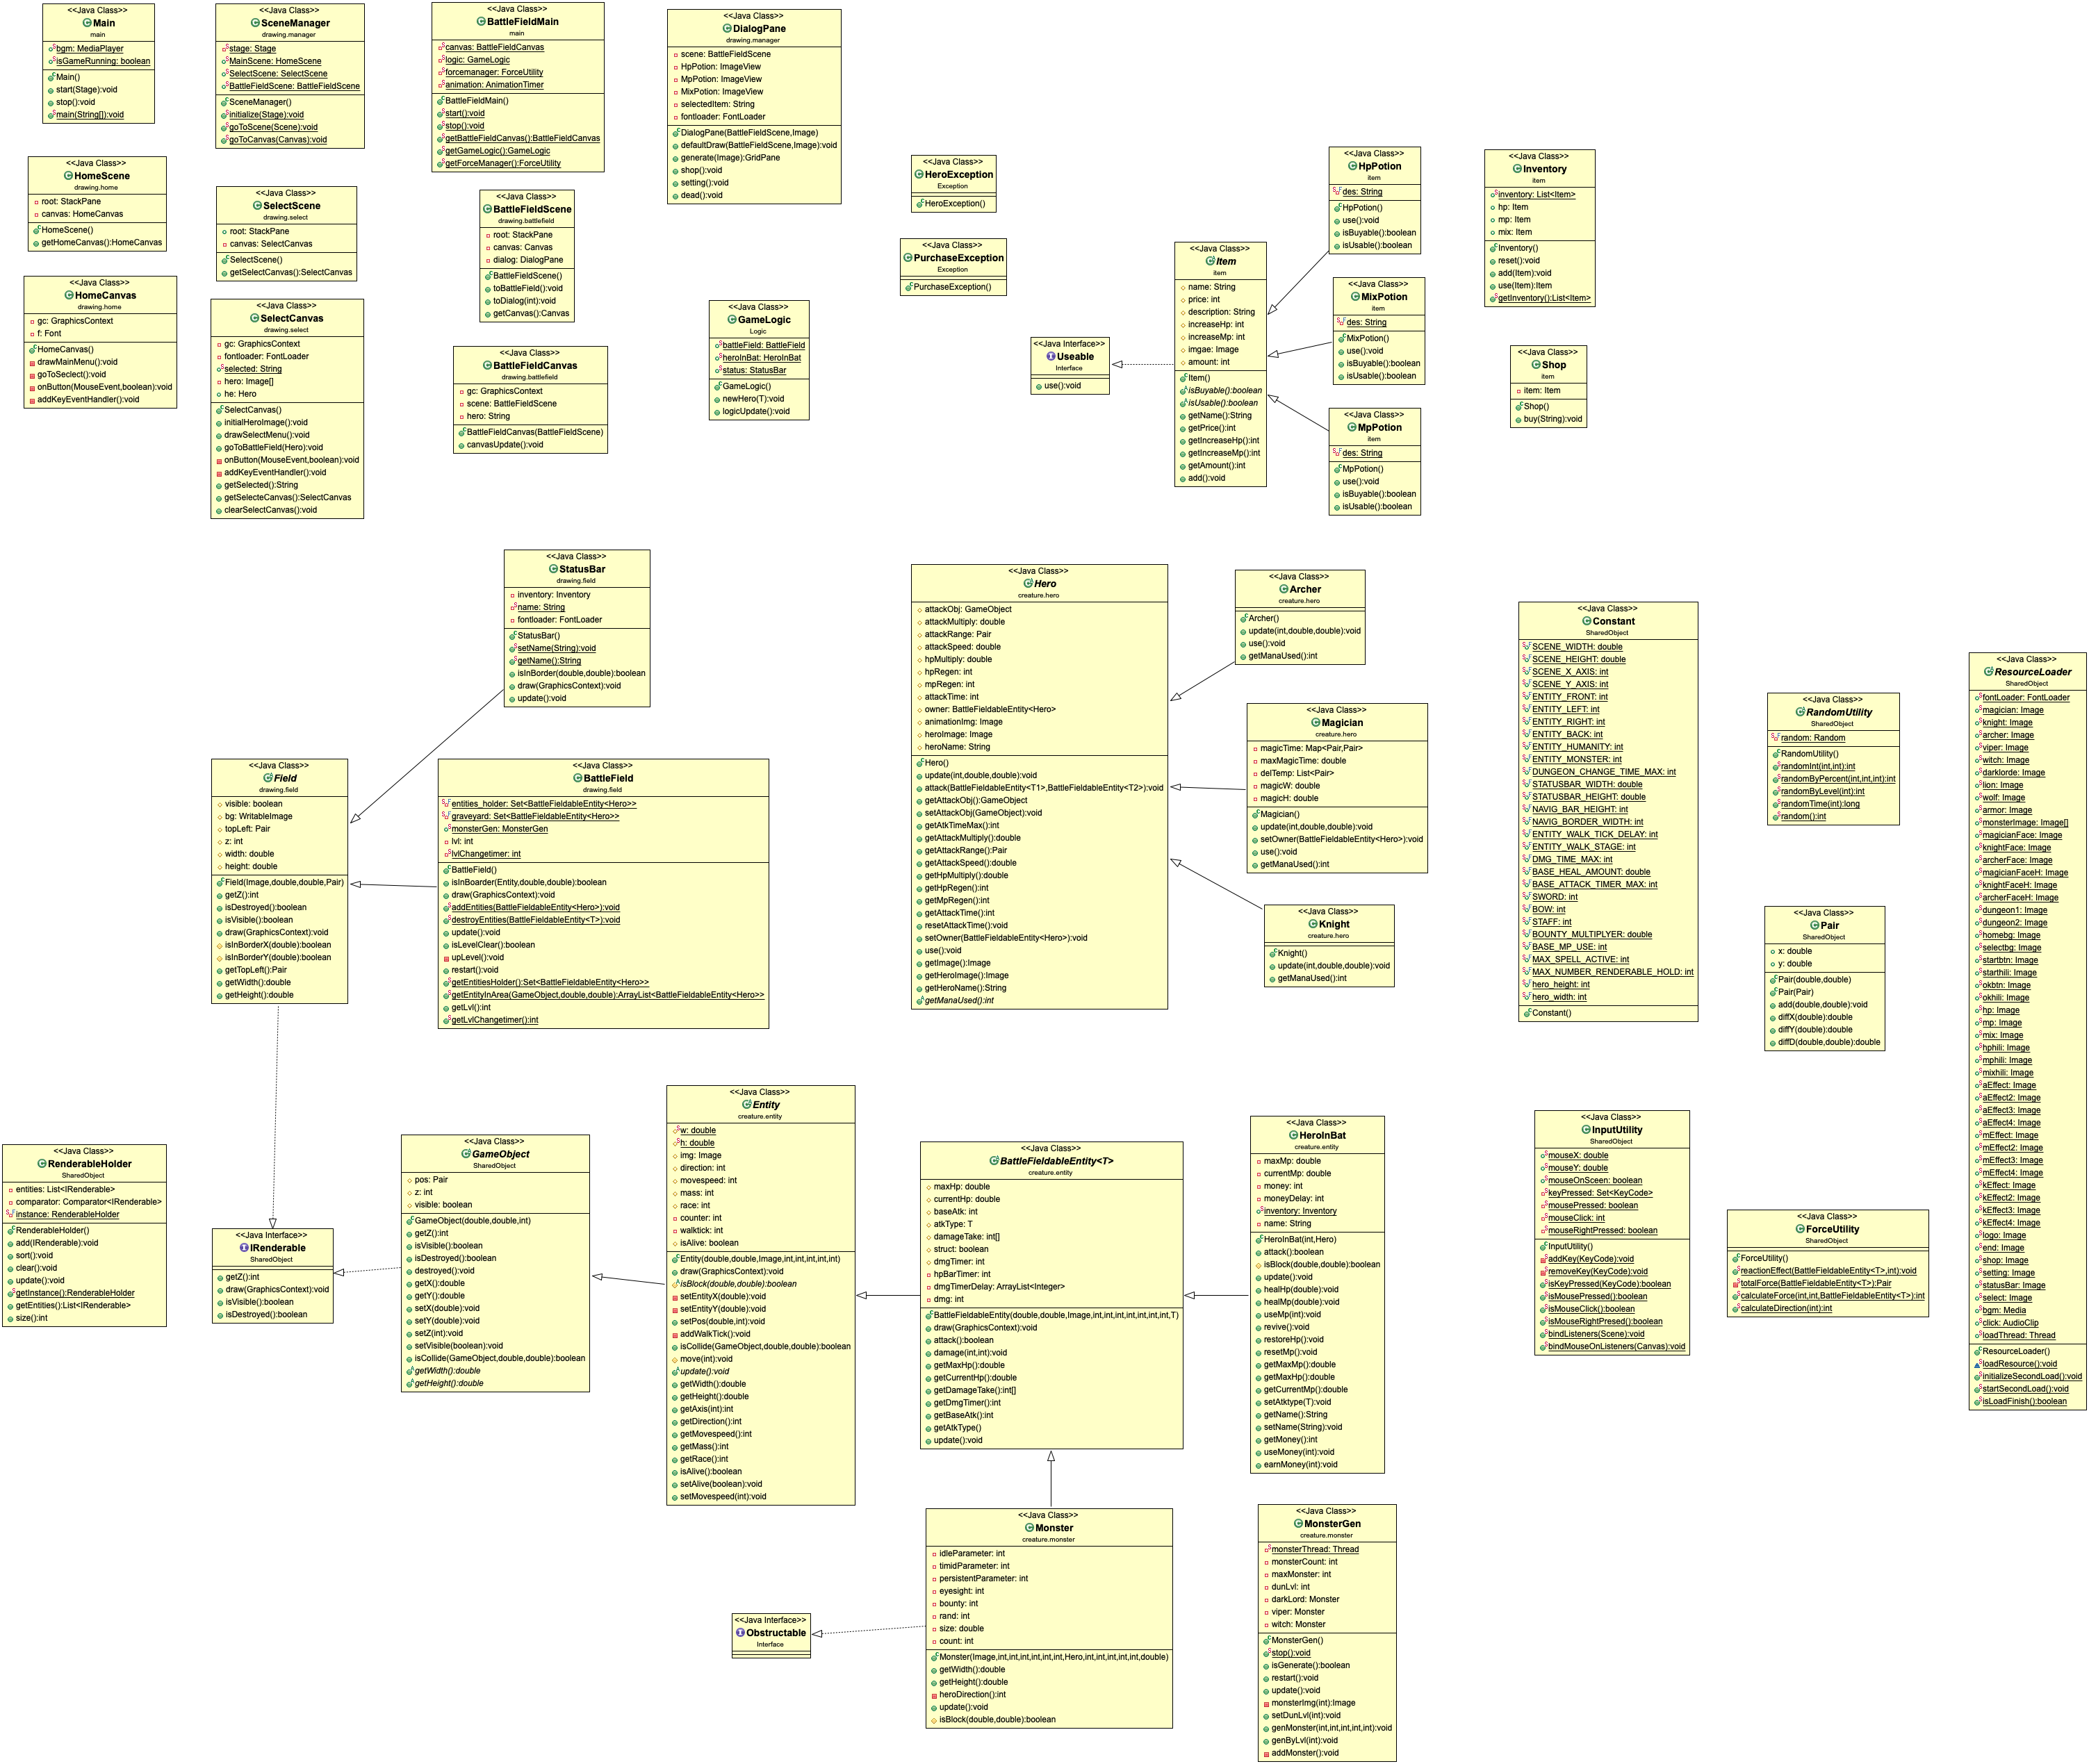 <<Java Class>>
Main
main
bgm: MediaPlayer
isGameRunning: boolean
Main()
start(Stage):void
stop():void
main(String[]):void
<<Java Class>>
SceneManager
drawing.manager
stage: Stage
MainScene: HomeScene
SelectScene: SelectScene
BattleFieldScene: BattleFieldScene
SceneManager()
initialize(Stage):void
goToScene(Scene):void
goToCanvas(Canvas):void
<<Java Class>>
BattleFieldMain
main
canvas: BattleFieldCanvas
logic: GameLogic
forcemanager: ForceUtility
animation: AnimationTimer
BattleFieldMain()
start():void
stop():void
getBattleFieldCanvas():BattleFieldCanvas
getGameLogic():GameLogic
getForceManager():ForceUtility
<<Java Class>>
DialogPane
drawing.manager
scene: BattleFieldScene
HpPotion: ImageView
MpPotion: ImageView
MixPotion: ImageView
selectedItem: String
fontloader: FontLoader
DialogPane(BattleFieldScene,Image)
defaultDraw(BattleFieldScene,Image):void
generate(Image):GridPane
shop():void
setting():void
dead():void
<<Java Class>>
HomeScene
drawing.home
root: StackPane
canvas: HomeCanvas
HomeScene()
getHomeCanvas():HomeCanvas
<<Java Class>>
SelectScene
drawing.select
root: StackPane
canvas: SelectCanvas
SelectScene()
getSelectCanvas():SelectCanvas
<<Java Class>>
BattleFieldScene
drawing.battlefield
root: StackPane
canvas: Canvas
dialog: DialogPane
BattleFieldScene()
toBattleField():void
toDialog(int):void
getCanvas():Canvas
<<Java Class>>
HeroException
Exception
HeroException()
<<Java Class>>
PurchaseException
Exception
PurchaseException()
<<Java Class>>
HpPotion
item
des: String
HpPotion()
use():void
isBuyable():boolean
isUsable():boolean
<<Java Class>>
Inventory
item
inventory: List<Item>
hp: Item
mp: Item
mix: Item
Inventory()
reset():void
add(Item):void
use(Item):Item
getInventory():List<Item>
<<Java Class>>
HomeCanvas
drawing.home
gc: GraphicsContext
f: Font
HomeCanvas()
drawMainMenu():void
goToSeclect():void
onButton(MouseEvent,boolean):void
addKeyEventHandler():void
<<Java Class>>
SelectCanvas
drawing.select
gc: GraphicsContext
fontloader: FontLoader
selected: String
hero: Image[]
he: Hero
SelectCanvas()
initialHeroImage():void
drawSelectMenu():void
goToBattleField(Hero):void
onButton(MouseEvent,boolean):void
addKeyEventHandler():void
getSelected():String
getSelecteCanvas():SelectCanvas
clearSelectCanvas():void
<<Java Class>>
BattleFieldCanvas
drawing.battlefield
gc: GraphicsContext
scene: BattleFieldScene
hero: String
BattleFieldCanvas(BattleFieldScene)
canvasUpdate():void
<<Java Class>>
GameLogic
Logic
battleField: BattleField
heroInBat: HeroInBat
status: StatusBar
GameLogic()
newHero(T):void
logicUpdate():void
<<Java Interface>>
Useable
Interface
use():void
<<Java Class>>
Item
item
name: String
price: int
description: String
increaseHp: int
increaseMp: int
imgae: Image
amount: int
Item()
isBuyable():boolean
isUsable():boolean
getName():String
getPrice():int
getIncreaseHp():int
getIncreaseMp():int
getAmount():int
add():void
<<Java Class>>
MixPotion
item
des: String
MixPotion()
use():void
isBuyable():boolean
isUsable():boolean
<<Java Class>>
MpPotion
item
des: String
MpPotion()
use():void
isBuyable():boolean
isUsable():boolean
<<Java Class>>
Shop
item
item: Item
Shop()
buy(String):void
<<Java Class>>
StatusBar
drawing.field
inventory: Inventory
name: String
fontloader: FontLoader
StatusBar()
setName(String):void
getName():String
isInBorder(double,double):boolean
draw(GraphicsContext):void
update():void
<<Java Class>>
Field
drawing.field
visible: boolean
bg: WritableImage
topLeft: Pair
z: int
width: double
height: double
Field(Image,double,double,Pair)
getZ():int
isDestroyed():boolean
isVisible():boolean
draw(GraphicsContext):void
isInBorderX(double):boolean
isInBorderY(double):boolean
getTopLeft():Pair
getWidth():double
getHeight():double
<<Java Class>>
BattleField
drawing.field
entities_holder: Set<BattleFieldableEntity<Hero>>
graveyard: Set<BattleFieldableEntity<Hero>>
monsterGen: MonsterGen
lvl: int
lvlChangetimer: int
BattleField()
isInBoarder(Entity,double,double):boolean
draw(GraphicsContext):void
addEntities(BattleFieldableEntity<Hero>):void
destroyEntities(BattleFieldableEntity<T>):void
update():void
isLevelClear():boolean
upLevel():void
restart():void
getEntitiesHolder():Set<BattleFieldableEntity<Hero>>
getEntityInArea(GameObject,double,double):ArrayList<BattleFieldableEntity<Hero>>
getLvl():int
getLvlChangetimer():int
<<Java Class>>
Hero
creature.hero
attackObj: GameObject
attackMultiply: double
attackRange: Pair
attackSpeed: double
hpMultiply: double
hpRegen: int
mpRegen: int
attackTime: int
owner: BattleFieldableEntity<Hero>
animationImg: Image
heroImage: Image
heroName: String
Hero()
update(int,double,double):void
attack(BattleFieldableEntity<T1>,BattleFieldableEntity<T2>):void
getAttackObj():GameObject
setAttackObj(GameObject):void
getAtkTimeMax():int
getAttackMultiply():double
getAttackRange():Pair
getAttackSpeed():double
getHpMultiply():double
getHpRegen():int
getMpRegen():int
getAttackTime():int
resetAttackTime():void
setOwner(BattleFieldableEntity<Hero>):void
use():void
getImage():Image
getHeroImage():Image
getHeroName():String
getManaUsed():int
<<Java Class>>
Archer
creature.hero
Archer()
update(int,double,double):void
use():void
getManaUsed():int
<<Java Class>>
Magician
creature.hero
magicTime: Map<Pair,Pair>
maxMagicTime: double
delTemp: List<Pair>
magicW: double
magicH: double
Magician()
update(int,double,double):void
setOwner(BattleFieldableEntity<Hero>):void
use():void
getManaUsed():int
<<Java Class>>
Knight
creature.hero
Knight()
update(int,double,double):void
getManaUsed():int
<<Java Class>>
Constant
SharedObject
SCENE_WIDTH: double
SCENE_HEIGHT: double
SCENE_X_AXIS: int
SCENE_Y_AXIS: int
ENTITY_FRONT: int
ENTITY_LEFT: int
ENTITY_RIGHT: int
ENTITY_BACK: int
ENTITY_HUMANITY: int
ENTITY_MONSTER: int
DUNGEON_CHANGE_TIME_MAX: int
STATUSBAR_WIDTH: double
STATUSBAR_HEIGHT: double
NAVIG_BAR_HEIGHT: int
NAVIG_BORDER_WIDTH: int
ENTITY_WALK_TICK_DELAY: int
ENTITY_WALK_STAGE: int
DMG_TIME_MAX: int
BASE_HEAL_AMOUNT: double
BASE_ATTACK_TIMER_MAX: int
SWORD: int
BOW: int
STAFF: int
BOUNTY_MULTIPLYER: double
BASE_MP_USE: int
MAX_SPELL_ACTIVE: int
MAX_NUMBER_RENDERABLE_HOLD: int
hero_height: int
hero_width: int
Constant()
<<Java Class>>
RandomUtility
SharedObject
random: Random
RandomUtility()
randomInt(int,int):int
randomByPercent(int,int,int):int
randomByLevel(int):int
randomTime(int):long
random():int
<<Java Class>>
Pair
SharedObject
x: double
y: double
Pair(double,double)
Pair(Pair)
add(double,double):void
diffX(double):double
diffY(double):double
diffD(double,double):double
<<Java Class>>
ResourceLoader
SharedObject
fontLoader: FontLoader
magician: Image
knight: Image
archer: Image
viper: Image
witch: Image
darklorde: Image
lion: Image
wolf: Image
armor: Image
monsterImage: Image[]
magicianFace: Image
knightFace: Image
archerFace: Image
magicianFaceH: Image
knightFaceH: Image
archerFaceH: Image
dungeon1: Image
dungeon2: Image
homebg: Image
selectbg: Image
startbtn: Image
starthili: Image
okbtn: Image
okhili: Image
hp: Image
mp: Image
mix: Image
hphili: Image
mphili: Image
mixhili: Image
aEffect: Image
aEffect2: Image
aEffect3: Image
aEffect4: Image
mEffect: Image
mEffect2: Image
mEffect3: Image
mEffect4: Image
kEffect: Image
kEffect2: Image
kEffect3: Image
kEffect4: Image
logo: Image
end: Image
shop: Image
setting: Image
statusBar: Image
select: Image
bgm: Media
click: AudioClip
loadThread: Thread
ResourceLoader()
loadResource():void
initializeSecondLoad():void
startSecondLoad():void
isLoadFinish():boolean
<<Java Class>>
RenderableHolder
SharedObject
entities: List<IRenderable>
comparator: Comparator<IRenderable>
instance: RenderableHolder
RenderableHolder()
add(IRenderable):void
sort():void
clear():void
update():void
getInstance():RenderableHolder
getEntities():List<IRenderable>
size():int
<<Java Interface>>
IRenderable
SharedObject
getZ():int
draw(GraphicsContext):void
isVisible():boolean
isDestroyed():boolean
<<Java Class>>
GameObject
SharedObject
pos: Pair
z: int
visible: boolean
GameObject(double,double,int)
getZ():int
isVisible():boolean
isDestroyed():boolean
destroyed():void
getX():double
getY():double
setX(double):void
setY(double):void
setZ(int):void
setVisible(boolean):void
isCollide(GameObject,double,double):boolean
getWidth():double
getHeight():double
<<Java Class>>
Entity
creature.entity
w: double
h: double
img: Image
direction: int
movespeed: int
mass: int
race: int
counter: int
walktick: int
isAlive: boolean
Entity(double,double,Image,int,int,int,int,int)
draw(GraphicsContext):void
isBlock(double,double):boolean
setEntityX(double):void
setEntityY(double):void
setPos(double,int):void
addWalkTick():void
isCollide(GameObject,double,double):boolean
move(int):void
update():void
getWidth():double
getHeight():double
getAxis(int):int
getDirection():int
getMovespeed():int
getMass():int
getRace():int
isAlive():boolean
setAlive(boolean):void
setMovespeed(int):void
<<Java Class>>
BattleFieldableEntity<T>
creature.entity
maxHp: double
currentHp: double
baseAtk: int
atkType: T
damageTake: int[]
struct: boolean
dmgTimer: int
hpBarTimer: int
dmgTimerDelay: ArrayList<Integer>
dmg: int
BattleFieldableEntity(double,double,Image,int,int,int,int,int,int,int,T)
draw(GraphicsContext):void
attack():boolean
damage(int,int):void
getMaxHp():double
getCurrentHp():double
getDamageTake():int[]
getDmgTimer():int
getBaseAtk():int
getAtkType()
update():void
<<Java Class>>
HeroInBat
creature.entity
maxMp: double
currentMp: double
money: int
moneyDelay: int
inventory: Inventory
name: String
HeroInBat(int,Hero)
attack():boolean
isBlock(double,double):boolean
update():void
healHp(double):void
healMp(double):void
useMp(int):void
revive():void
restoreHp():void
resetMp():void
getMaxMp():double
getMaxHp():double
getCurrentMp():double
setAtktype(T):void
getName():String
setName(String):void
getMoney():int
useMoney(int):void
earnMoney(int):void
<<Java Class>>
InputUtility
SharedObject
mouseX: double
mouseY: double
mouseOnSceen: boolean
keyPressed: Set<KeyCode>
mousePressed: boolean
mouseClick: int
mouseRightPressed: boolean
InputUtility()
addKey(KeyCode):void
removeKey(KeyCode):void
isKeyPressed(KeyCode):boolean
isMousePressed():boolean
isMouseClick():boolean
isMouseRightPresed():boolean
bindListeners(Scene):void
bindMouseOnListeners(Canvas):void
<<Java Class>>
ForceUtility
SharedObject
ForceUtility()
reactionEffect(BattleFieldableEntity<T>,int):void
totalForce(BattleFieldableEntity<T>):Pair
calculateForce(int,int,BattleFieldableEntity<T>):int
calculateDirection(int):int
<<Java Interface>>
Obstructable
Interface
<<Java Class>>
Monster
creature.monster
idleParameter: int
timidParameter: int
persistentParameter: int
eyesight: int
bounty: int
rand: int
size: double
count: int
Monster(Image,int,int,int,int,int,int,Hero,int,int,int,int,int,double)
getWidth():double
getHeight():double
heroDirection():int
update():void
isBlock(double,double):boolean
<<Java Class>>
MonsterGen
creature.monster
monsterThread: Thread
monsterCount: int
maxMonster: int
dunLvl: int
darkLord: Monster
viper: Monster
witch: Monster
MonsterGen()
stop():void
isGenerate():boolean
restart():void
update():void
monsterImg(int):Image
setDunLvl(int):void
genMonster(int,int,int,int,int):void
genByLvl(int):void
addMonster():void